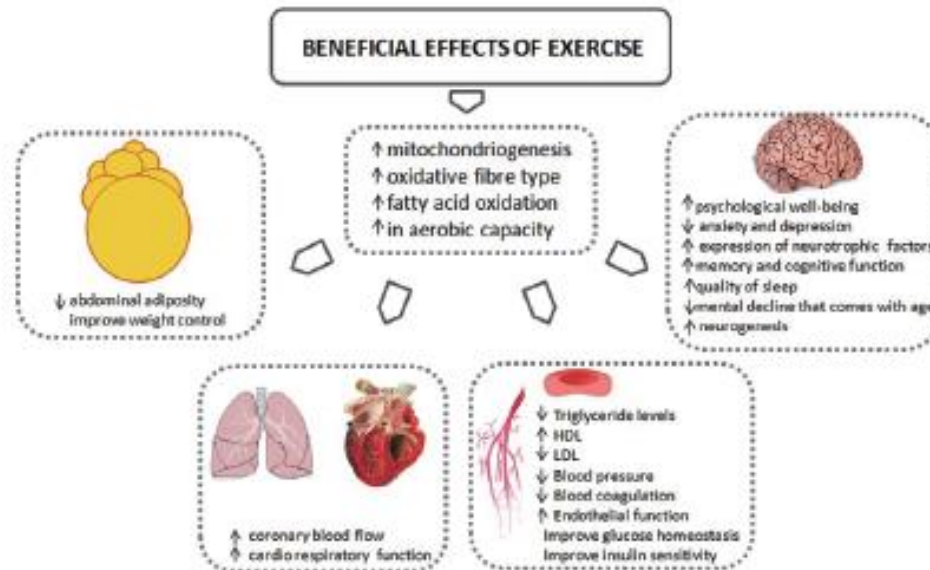 BENEFICIAL EFFECTS OF EXERCISE
↑ mitochondriogenesis
↑ oxidative fibre type
↑ fatty acid oxidation
↑ in aerobic capacity
↓ abdominal adiposity
improve weight control
↑ psychological well-being
↓ anxiety and depression
↑ expression of neurotrophic factors
↑ memory and cognitive function
↑ quality of sleep
↓ mental decline that comes with age
↑ neurogenesis
↑ coronary blood flow
↑ cardio respiratory function
↓ Triglyceride levels
↑ HDL
↓ LDL
↓ Blood pressure
↓ Blood coagulation
↑ Endothelial function
Improve glucose homeostasis
Improve insulin sensitivity